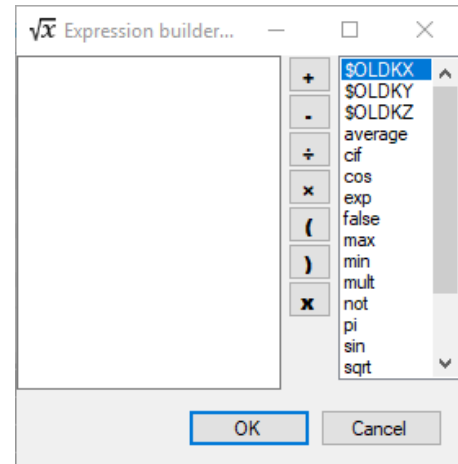 √x Expression builder...
+
-
÷
×
(
)
x
$OLDKX
$OLDKY
$OLDKZ
average
cif
cos
exp
false
max
min
mult
not
pi
sin
sqrt
OK
Cancel